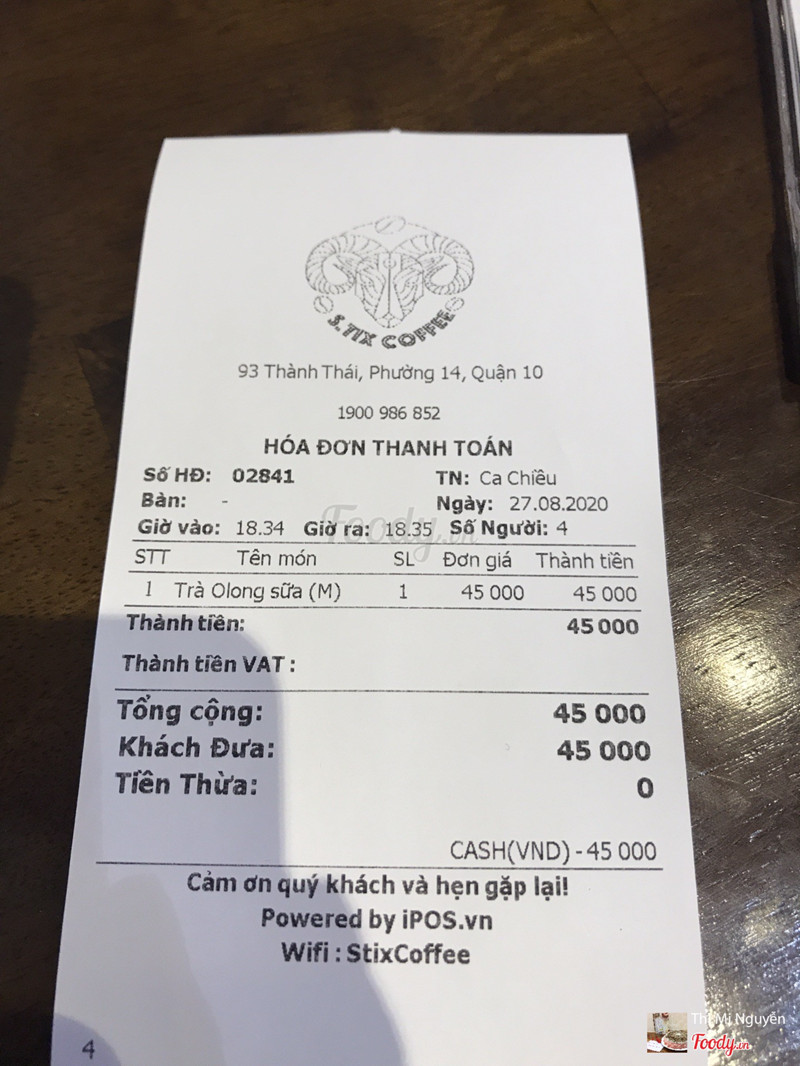 S.TIX COFFEE
93 Thành Thái, Phường 14, Quận 10
1900 986 852
HÓA ĐƠN THANH TOÁN
Số HĐ: 02841 TN: Ca Chiều
Bàn: - Ngày: 27.08.2020
Giờ vào: 18.34 Giờ ra: 18.35 Số Người: 4
Foody.vn
STT Tên món SL Đơn giá Thành tiền
1 Trà Olong sữa (M) 1 45 000 45 000
Thành tiền: 45 000
Thành tiền VAT :
Tổng cộng: 45 000
Khách Đưa: 45 000
Tiền Thừa: 0
CASH(VND) - 45 000
Cảm ơn quý khách và hẹn gặp lại!
Powered by iPOS.vn
Wifi : StixCoffee
4
Thị Mi Nguyễn
Foody.vn